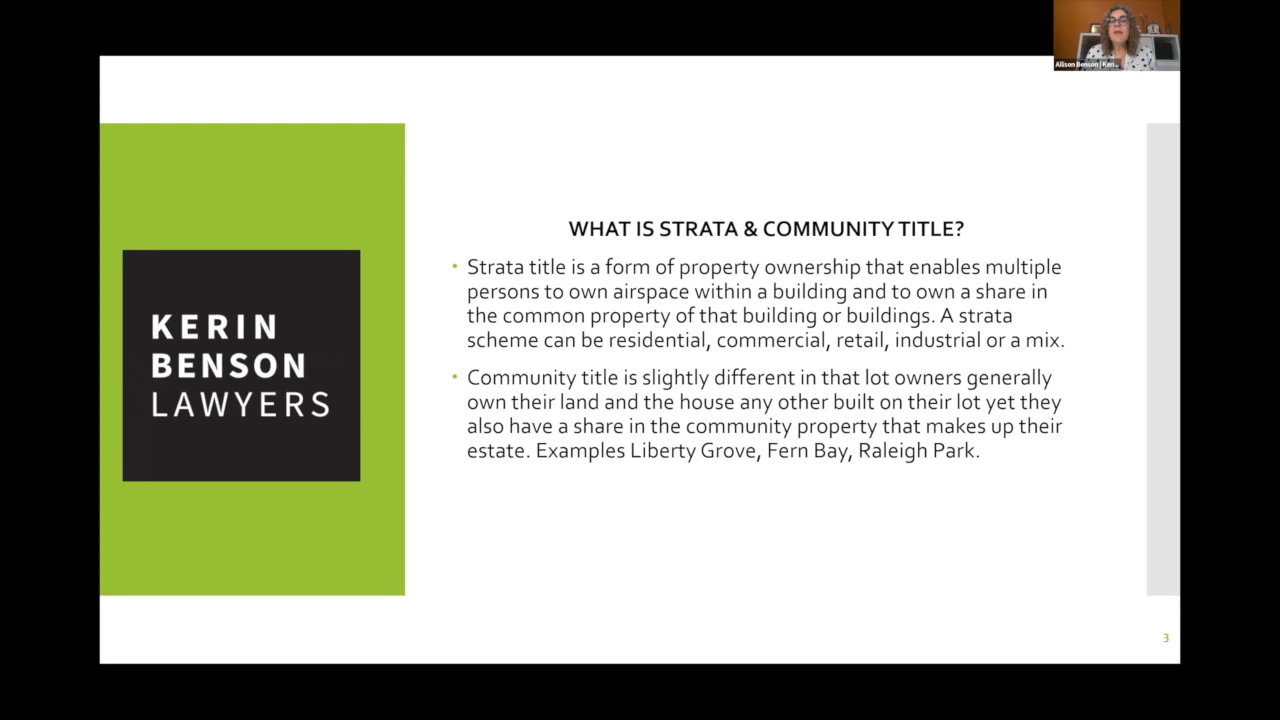 Allison Benson | Keri...
WHAT IS STRATA & COMMUNITY TITLE?
• Strata title is a form of property ownership that enables multiple
persons to own airspace within a building and to own a share in
the common property of that building or buildings. A strata
scheme can be residential, commercial, retail, industrial or a mix.
• Community title is slightly different in that lot owners generally
own their land and the house any other built on their lot yet they
also have a share in the community property that makes up their
estate. Examples Liberty Grove, Fern Bay, Raleigh Park.
KERIN
BENSON
LAWYERS
3